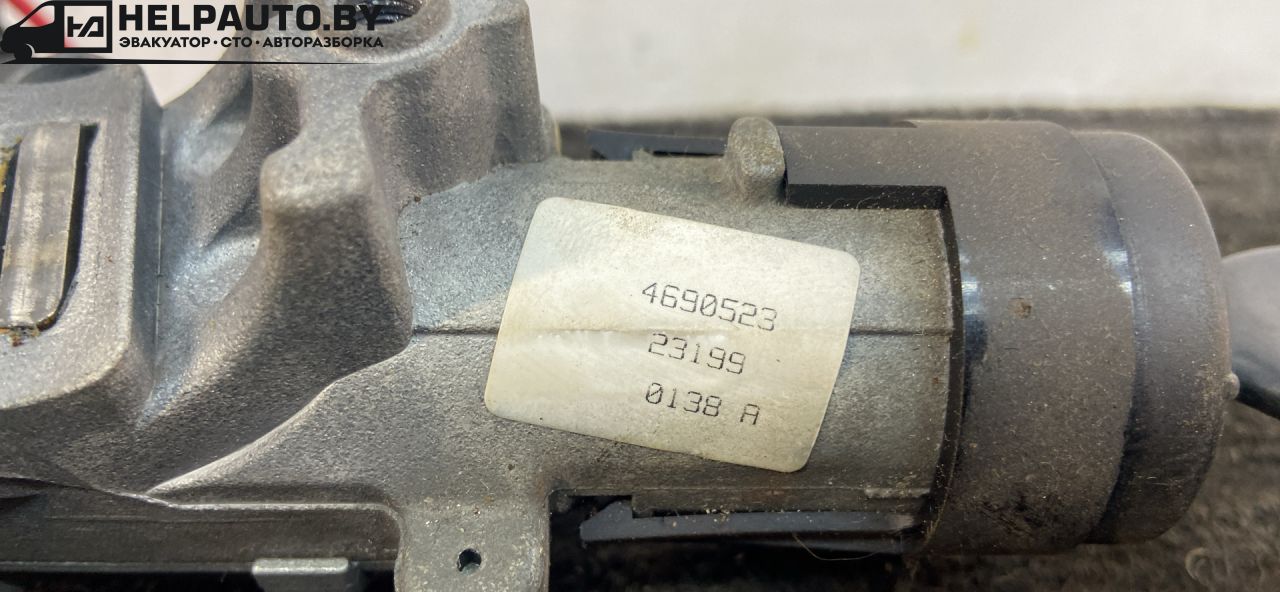 HELPAUTO.BY
ЭВАКУАТОР • СТО • АВТОРАЗБОРКА
4690523
23199
0138 A